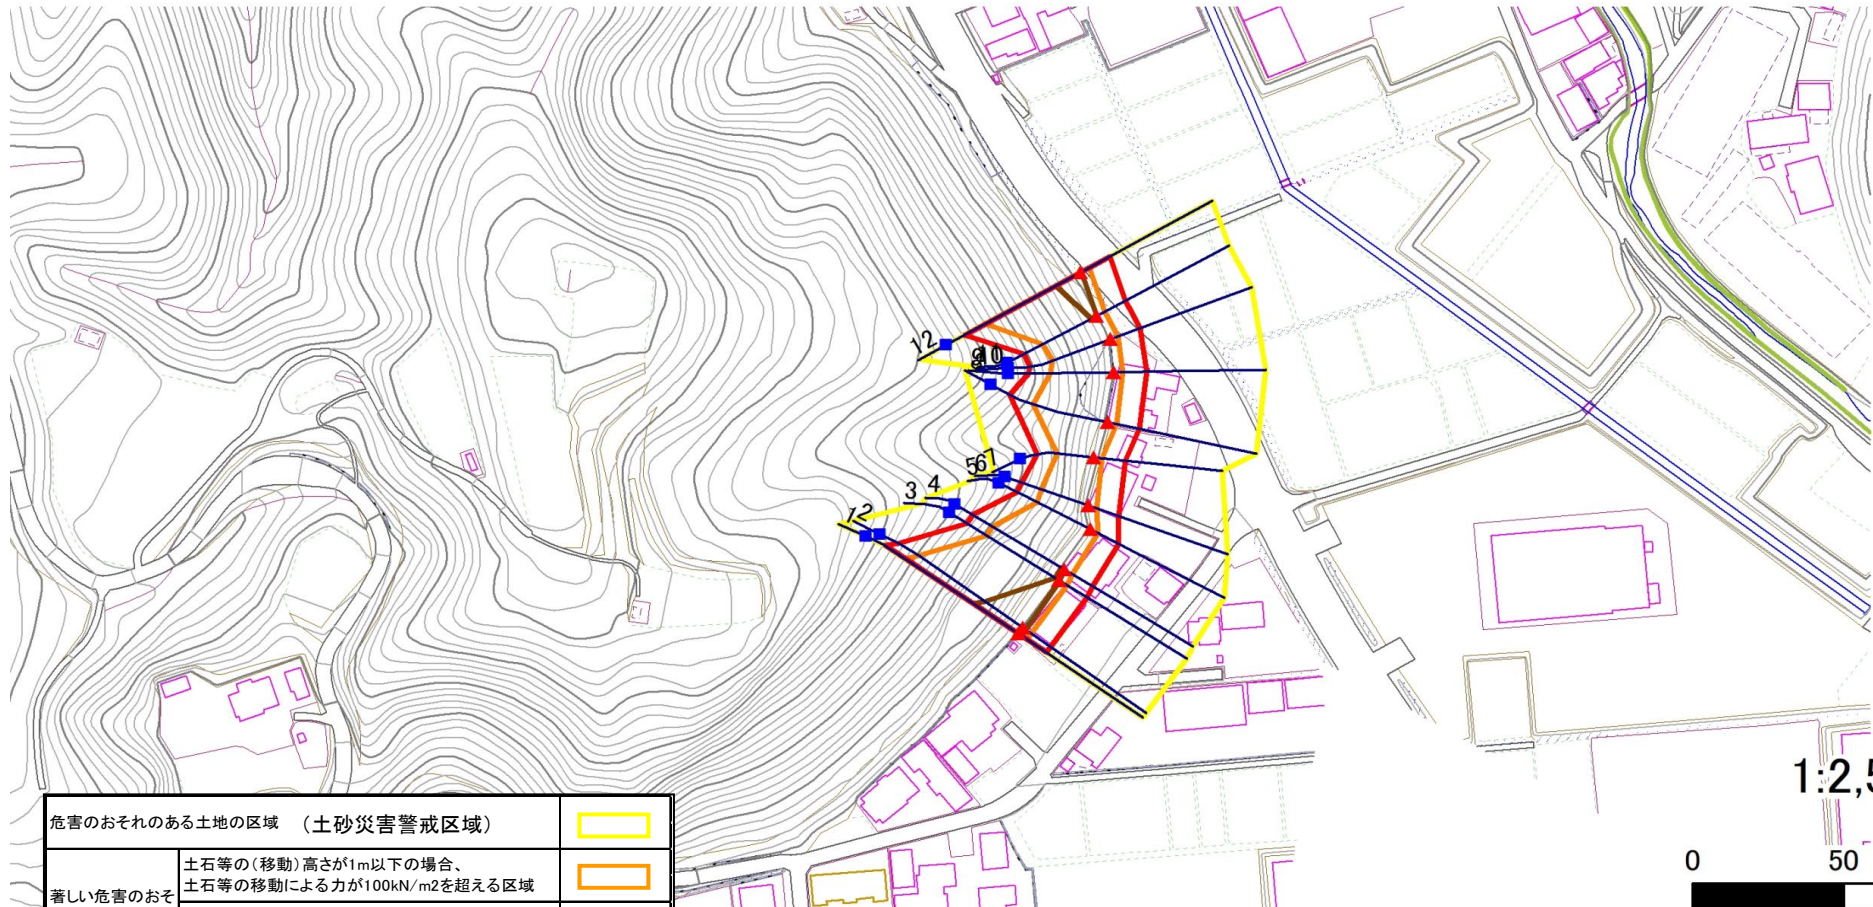 12
10
7
6
5
4
3
12
1:2,5
0 50
危害のおそれのある土地の区域 （土砂災害警戒区域）
土石等の（移動）高さが1m以下の場合、
土石等の移動による力が100kN/m2を超える区域
著しい危害のおそ